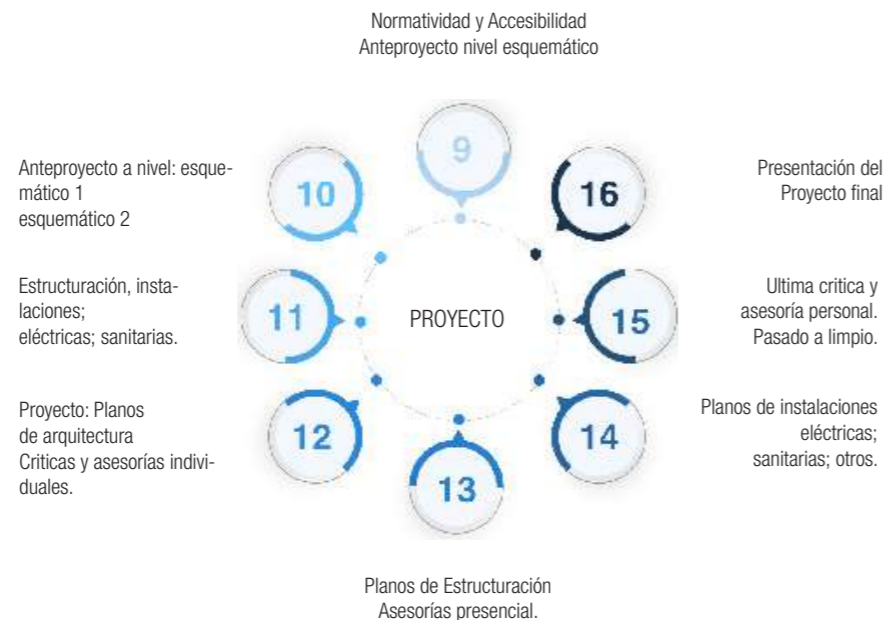 Normatividad y Accesibilidad
Anteproyecto nivel esquemático
9
10
Anteproyecto a nivel: esque-
mático 1
esquemático 2
11
Estructuración, insta-
laciones;
eléctricas; sanitarias.
12
Proyecto: Planos
de arquitectura
Criticas y asesorías indivi-
duales.
13
Planos de Estructuración
Asesorías presencial.
14
Planos de instalaciones
eléctricas;
sanitarias; otros.
15
Ultima critica y
asesoría personal.
Pasado a limpio.
16
Presentación del
Proyecto final
PROYECTO